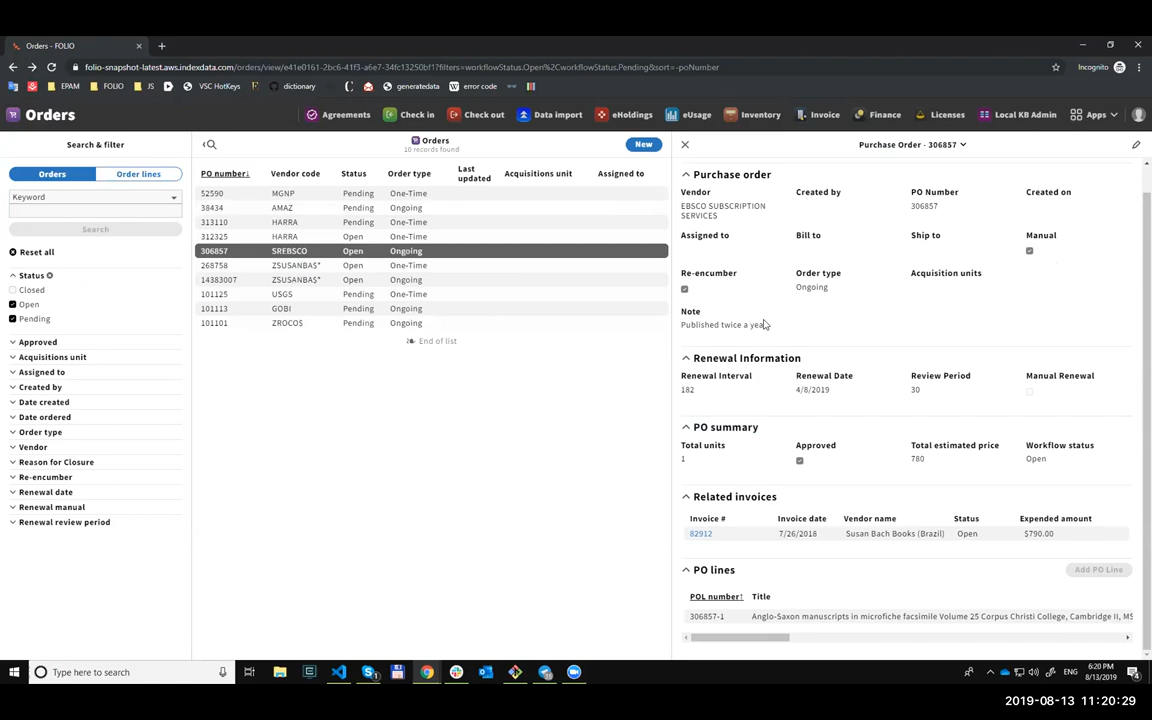 Orders - FOLIO
folio-snapshot-latest.aws.indexdata.com/orders/view/e41e0161-2bc6-41f3-a6e7-34fc13250bf1?filters=workflowStatus.Open%2CworkflowStatus.Pending&sort=-poNumber
Incognito
EPAM FOLIO JS VSC HotKeys dictionary generatedata error code
Orders Agreements Check in Check out Data import eHoldings eUsage Inventory Invoice Finance Licenses Local KB Admin Apps
Search & filter
Orders
10 records found
New
Purchase Order - 306857
Orders Order lines
Keyword
Search
Reset all
Status
Closed
Open
Pending
Approved
Acquisitions unit
Assigned to
Created by
Date created
Date ordered
Order type
Vendor
Reason for Closure
Re-encumber
Renewal date
Renewal manual
Renewal review period
PO number↓ Vendor code Status Order type Last updated Acquisitions unit Assigned to
52590 MGNP Pending One-Time
38434 AMAZ Pending Ongoing
313110 HARRA Pending One-Time
312325 HARRA Open One-Time
306857 SREBSCO Open Ongoing
268758 ZSUSANBA$* Open One-Time
14383007 ZSUSANBA$* Open Ongoing
101125 USGS Pending One-Time
101113 GOBI Pending Ongoing
101101 ZROCO$ Pending Ongoing
End of list
Purchase order
Vendor Created by PO Number Created on
EBSCO SUBSCRIPTION SERVICES 306857
Assigned to Bill to Ship to Manual
Re-encumber Order type Acquisition units
Ongoing
Note
Published twice a year
Renewal Information
Renewal Interval Renewal Date Review Period Manual Renewal
182 4/8/2019 30
PO summary
Total units Approved Total estimated price Workflow status
1 780 Open
Related invoices
Invoice # Invoice date Vendor name Status Expended amount
82912 7/26/2018 Susan Bach Books (Brazil) Open $790.00
PO lines
Add PO Line
POL number↑ Title
306857-1 Anglo-Saxon manuscripts in microfiche facsimile Volume 25 Corpus Christi College, Cambridge II, MS
Type here to search
ENG
6:20 PM
8/13/2019
2019-08-13 11:20:29